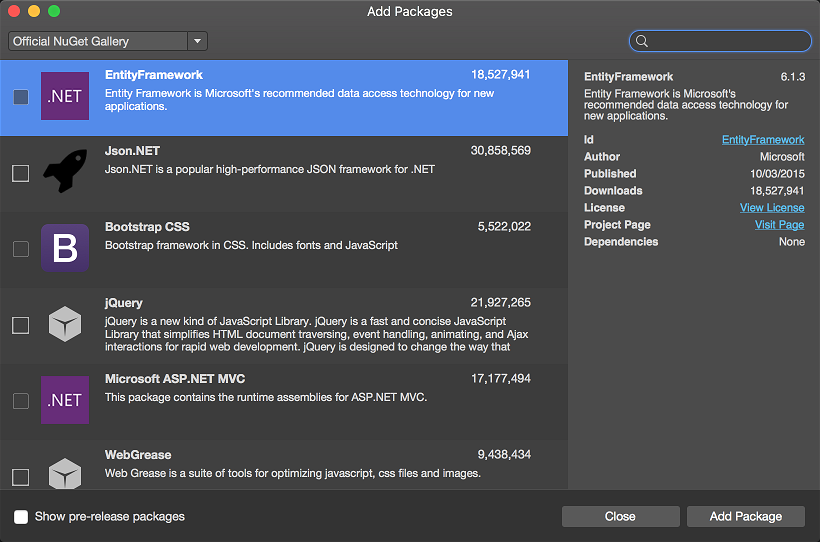 Add Packages
Official NuGet Gallery
.NET
EntityFramework 18,527,941
Entity Framework is Microsoft's recommended data access technology for new
applications.
Json.NET 30,858,569
Json.NET is a popular high-performance JSON framework for .NET
B
Bootstrap CSS 5,522,022
Bootstrap framework in CSS. Includes fonts and JavaScript
jQuery 21,927,265
jQuery is a new kind of JavaScript Library. jQuery is a fast and concise JavaScript
Library that simplifies HTML document traversing, event handling, animating, and Ajax
interactions for rapid web development. jQuery is designed to change the way that
.NET
Microsoft ASP.NET MVC 17,177,494
This package contains the runtime assemblies for ASP.NET MVC.
WebGrease 9,438,434
Web Grease is a suite of tools for optimizing javascript, css files and images.
EntityFramework 6.1.3
Entity Framework is Microsoft's
recommended data access technology for
new applications.
Id EntityFramework
Author Microsoft
Published 10/03/2015
Downloads 18,527,941
License View License
Project Page Visit Page
Dependencies None
Show pre-release packages
Close
Add Package